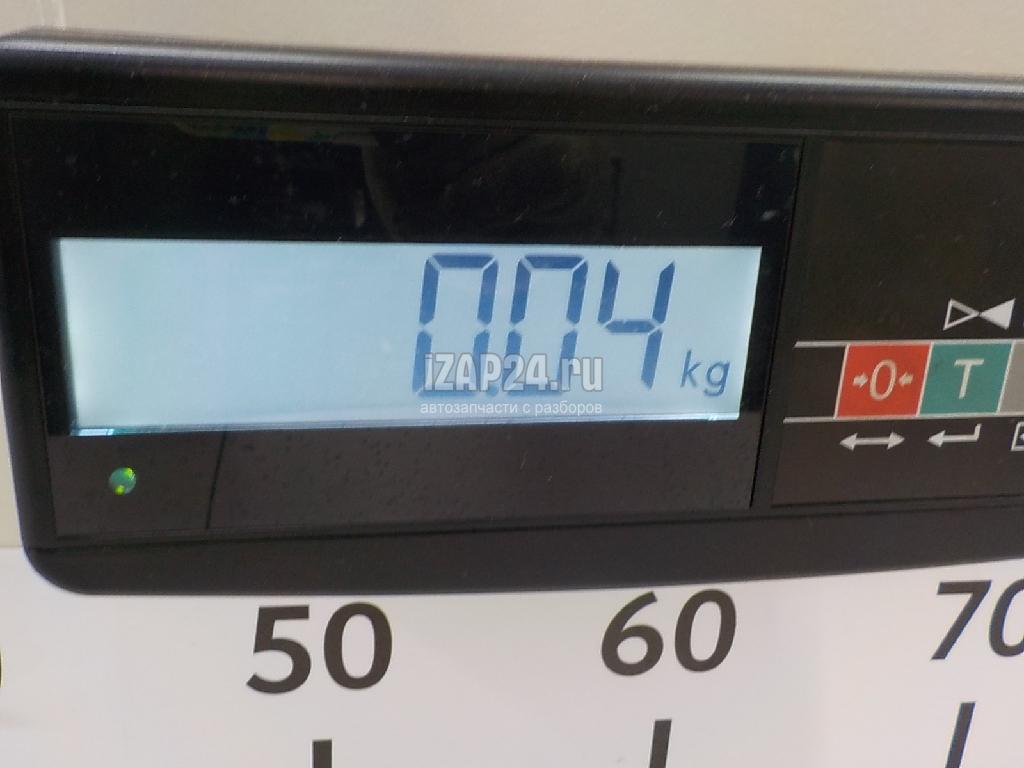 0.04 kg
iZAP24.ru
автозапчасти с разборов
→0← T
50 60 70